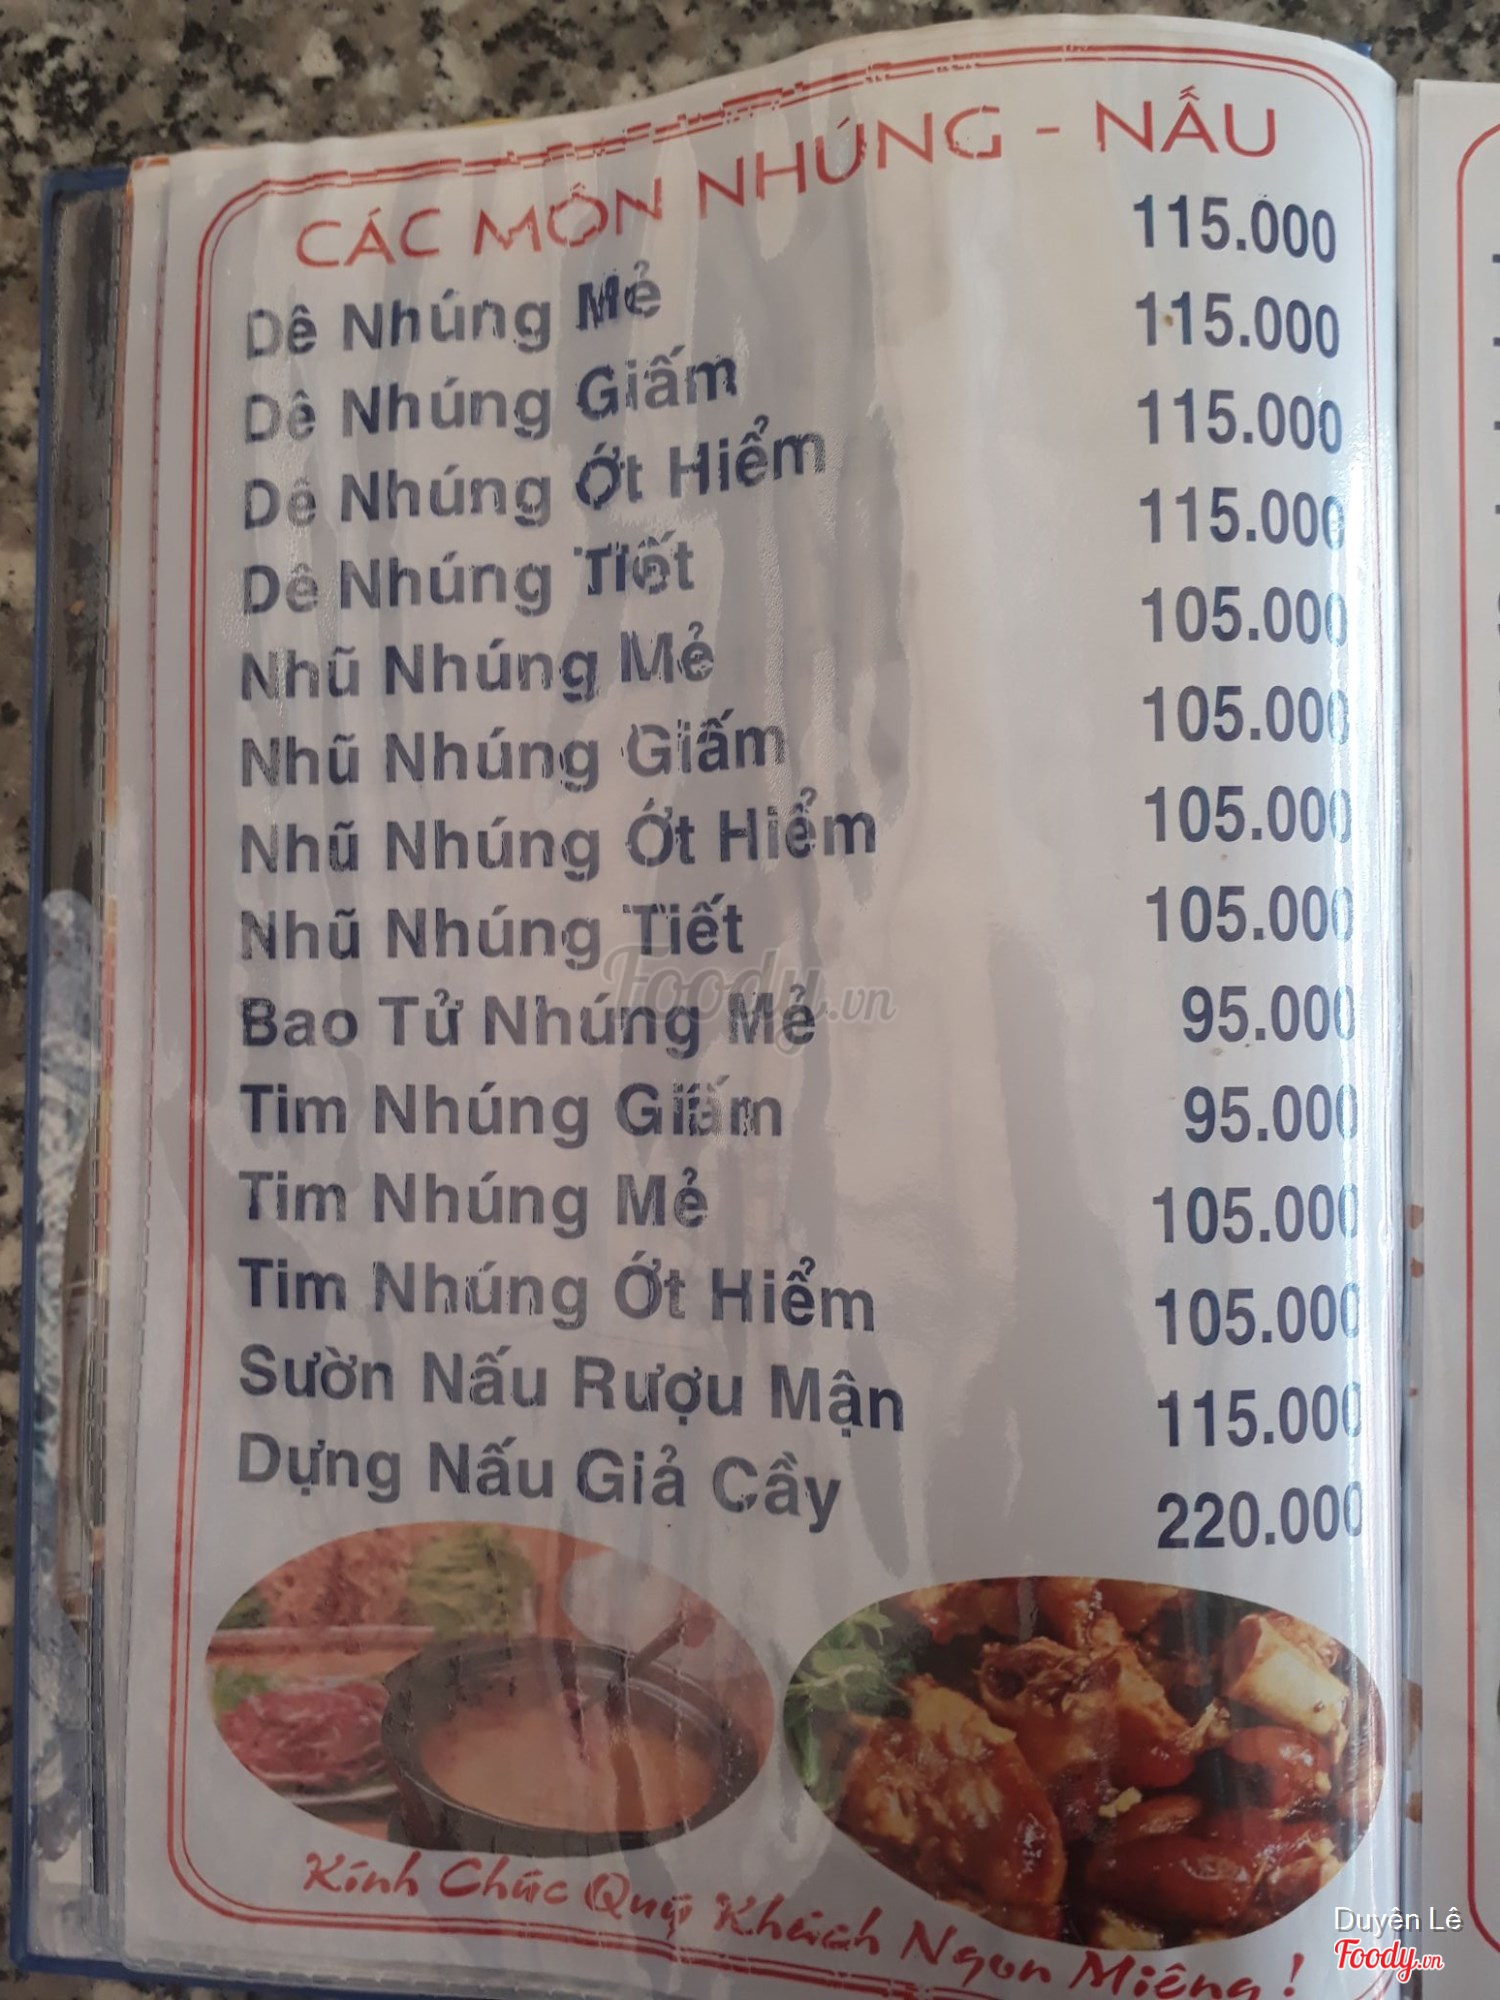 CÁC MÓN NHÚNG - NẤU
Dê Nhúng Mẻ 115.000
Dê Nhúng Giấm 115.000
Dê Nhúng Ớt Hiểm 115.000
Dê Nhúng Tiết 115.000
Nhũ Nhúng Mẻ 105.000
Nhũ Nhúng Giấm 105.000
Nhũ Nhúng Ớt Hiểm 105.000
Nhũ Nhúng Tiết 105.000
Bao Tử Nhúng Mẻ 95.000
Tim Nhúng Giấm 95.000
Tim Nhúng Mẻ 105.000
Tim Nhúng Ớt Hiểm 105.000
Sườn Nấu Rượu Mận 115.000
Dựng Nấu Giả Cầy 220.000
Kính Chúc Quý Khách Ngon Miệng !
Foody.vn
Duyên Lê
Foody.vn